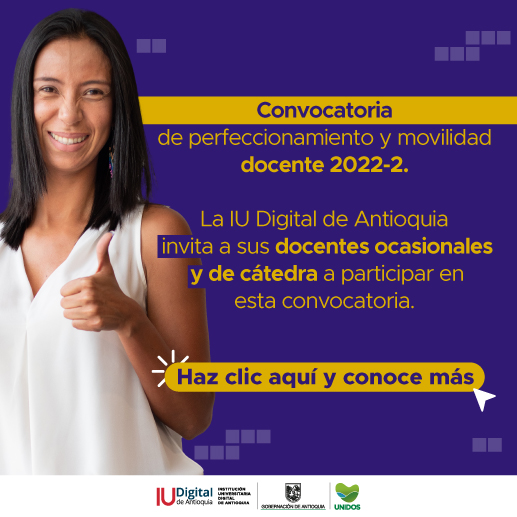 Convocatoria
de perfeccionamiento y movilidad
docente 2022-2.
La IU Digital de Antioquia
invita a sus docentes ocasionales
y de cátedra a participar en
esta convocatoria.
Haz clic aquí y conoce más
IUDigital
de Antioquia
INSTITUCIÓN
UNIVERSITARIA
DIGITAL
DE ANTIOQUIA
GOBERNACIÓN DE ANTIOQUIA
UNIDOS